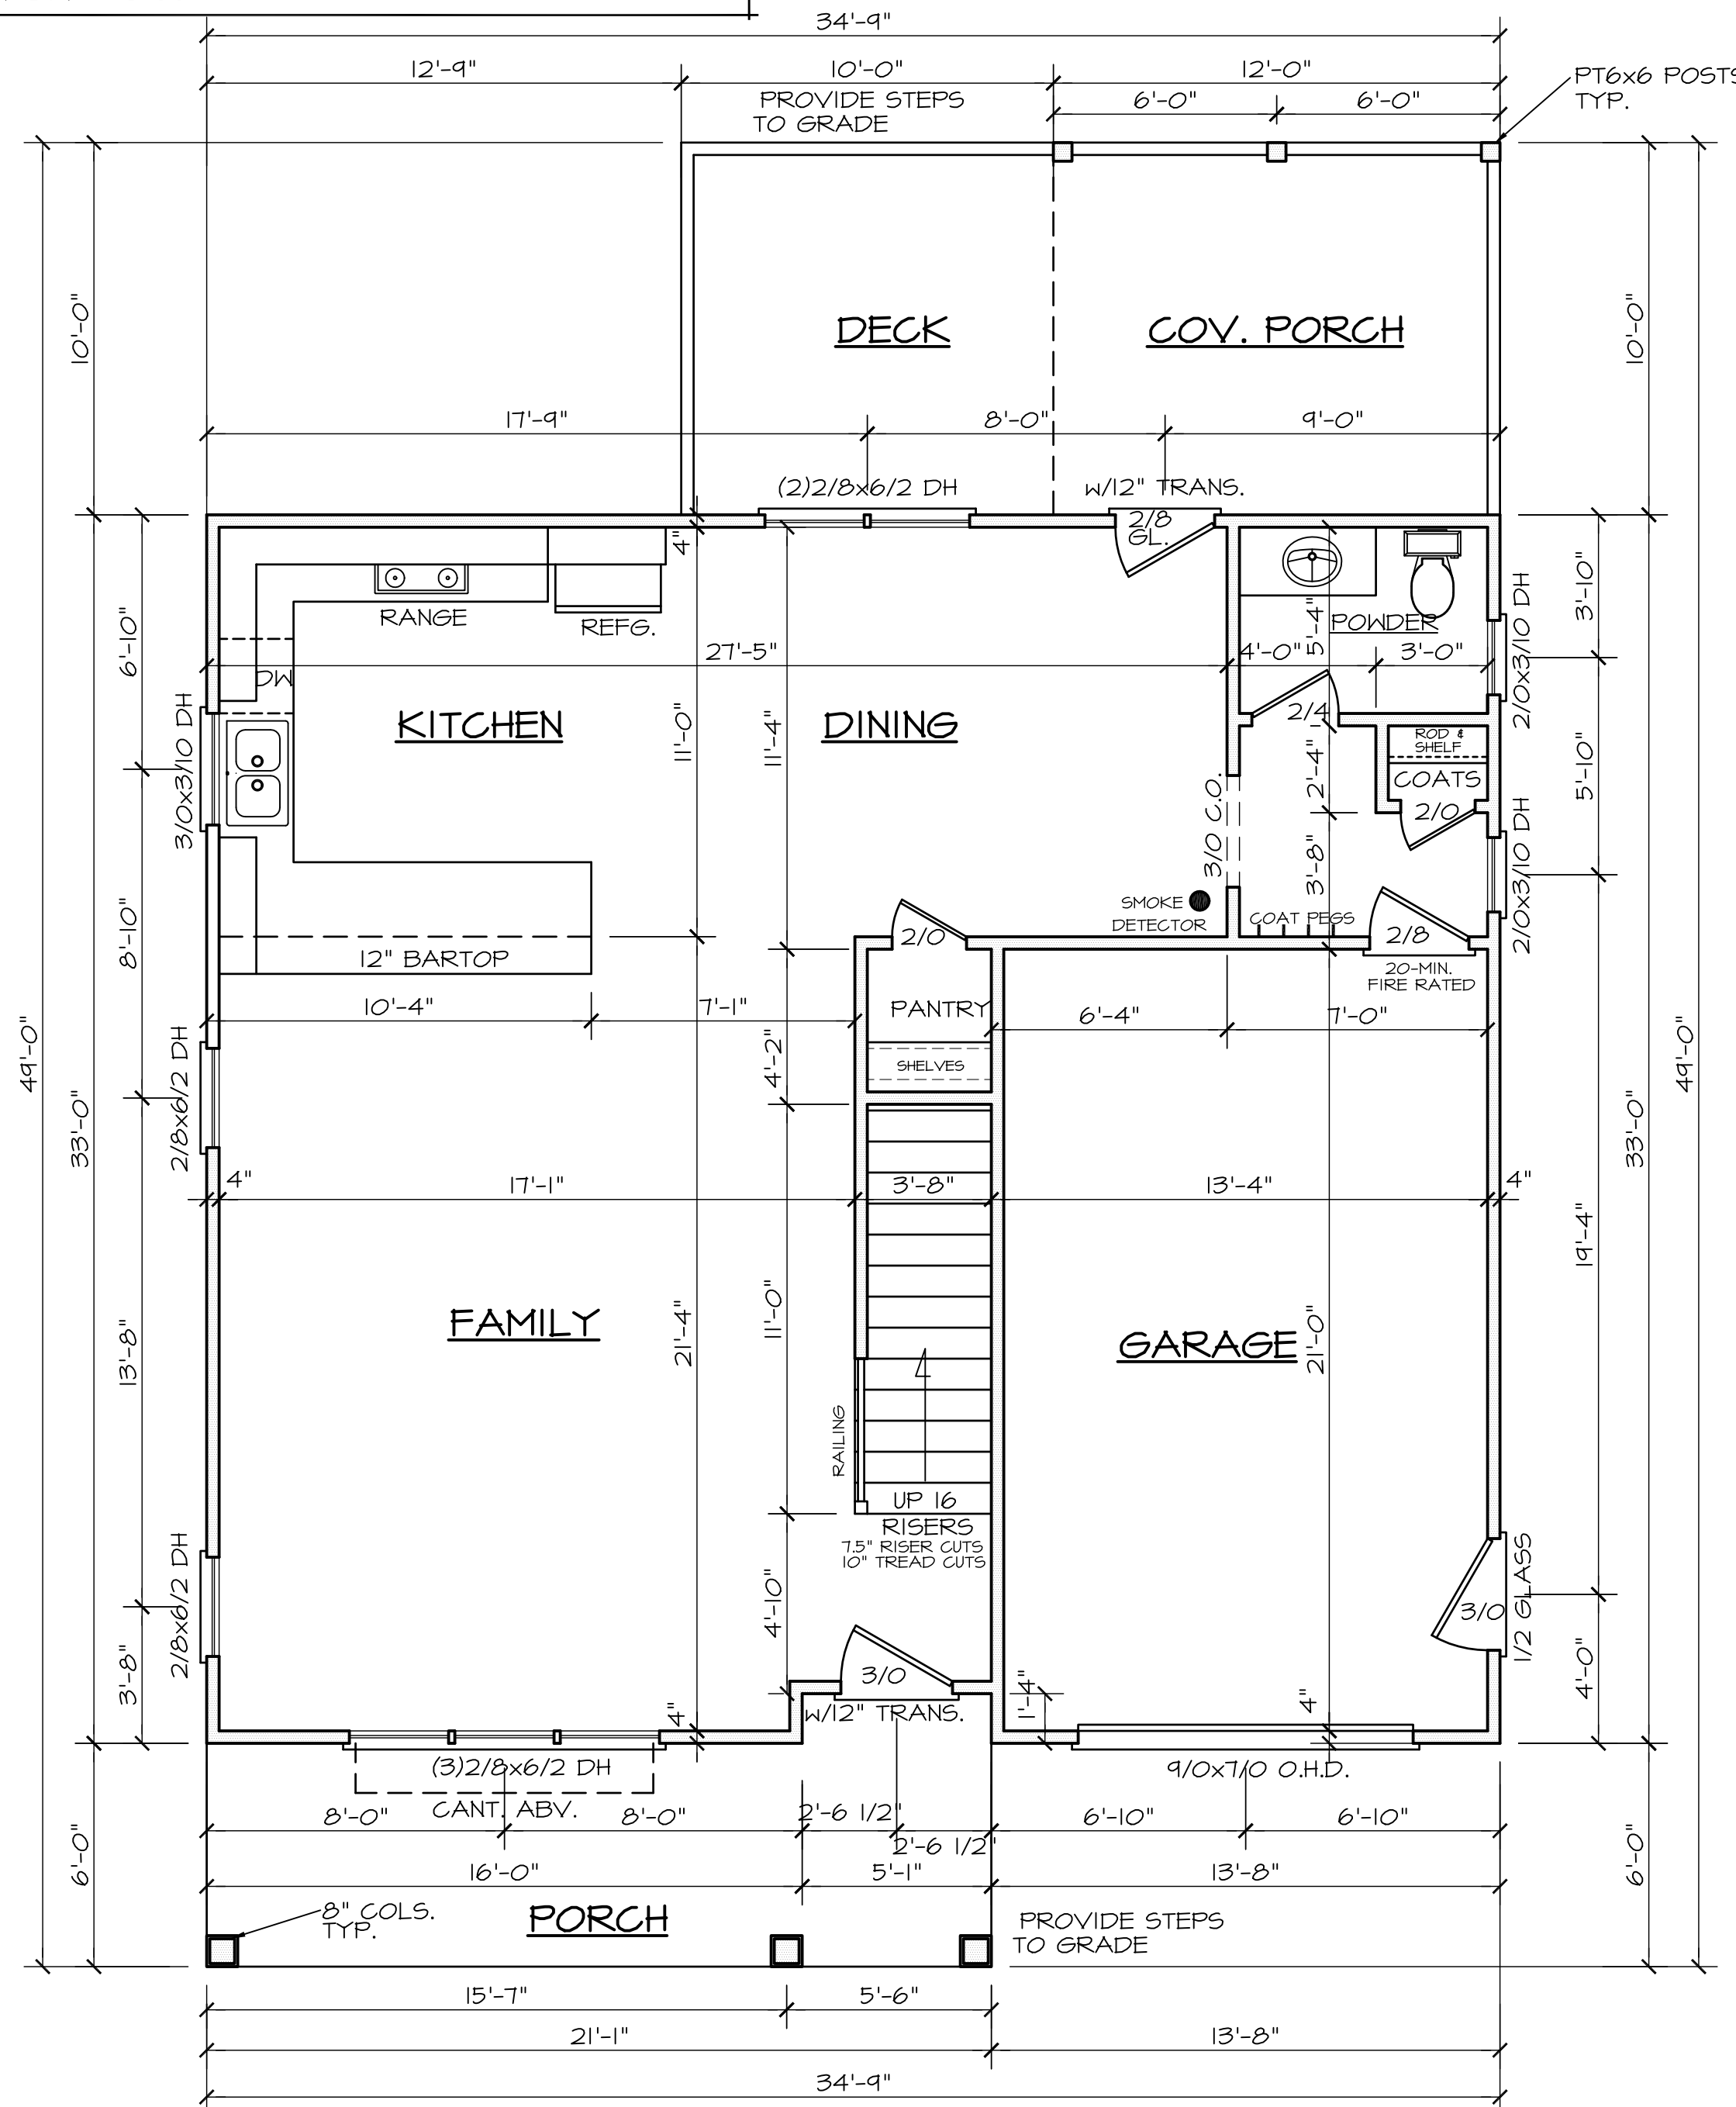 34'-9"
12'-9" 10'-0" 12'-0"
PT6x6 POSTS
TYP.
PROVIDE STEPS
TO GRADE
6'-0" 6'-0"
10'-0"
10'-0"
DECK
COV. PORCH
17'-9" 8'-0" 9'-0"
(2)2/8x6/2 DH
W/12" TRANS.
2/8
GL.
4"
RANGE
REFG.
DW
27'-5"
POWDER
5'-4"
4'-0" 3'-0"
2/4
3'-10"
2/0x3/10 DH
6'-10"
3/0x3/10 DH
KITCHEN
DINING
11'-0"
11'-4"
ROD &
SHELF
COATS
2/0
2'-4"
5'-10"
3/0 C.O.
3'-8"
2/0x3/10 DH
SMOKE
DETECTOR
COAT PEGS
2/0
2/8
20-MIN.
FIRE RATED
12" BARTOP
8'-10"
10'-4" 7'-1"
PANTRY
SHELVES
6'-4" 7'-0"
4'-2"
49'-0"
33'-0"
2/8x6/2 DH
33'-0"
49'-0"
4" 17'-1" 3'-8" 13'-4" 4"
19'-4"
13'-8"
FAMILY
21'-4"
11'-0"
GARAGE
21'-0"
RAILING
UP 16
RISERS
7.5" RISER CUTS
10" TREAD CUTS
2/8x6/2 DH
3'-8"
4'-10"
3/0
W/12" TRANS.
1'-4"
3/0
1/2 GLASS
4'-0"
4"
4"
(3)2/8x6/2 DH
CANT. ABV.
9/0x7/0 O.H.D.
8'-0" 8'-0" 2'-6 1/2" 6'-10" 6'-10"
2'-6 1/2"
6'-0"
6'-0"
16'-0" 5'-1" 13'-8"
8" COLS.
TYP.
PORCH
PROVIDE STEPS
TO GRADE
15'-7" 5'-6"
21'-1" 13'-8"
34'-9"